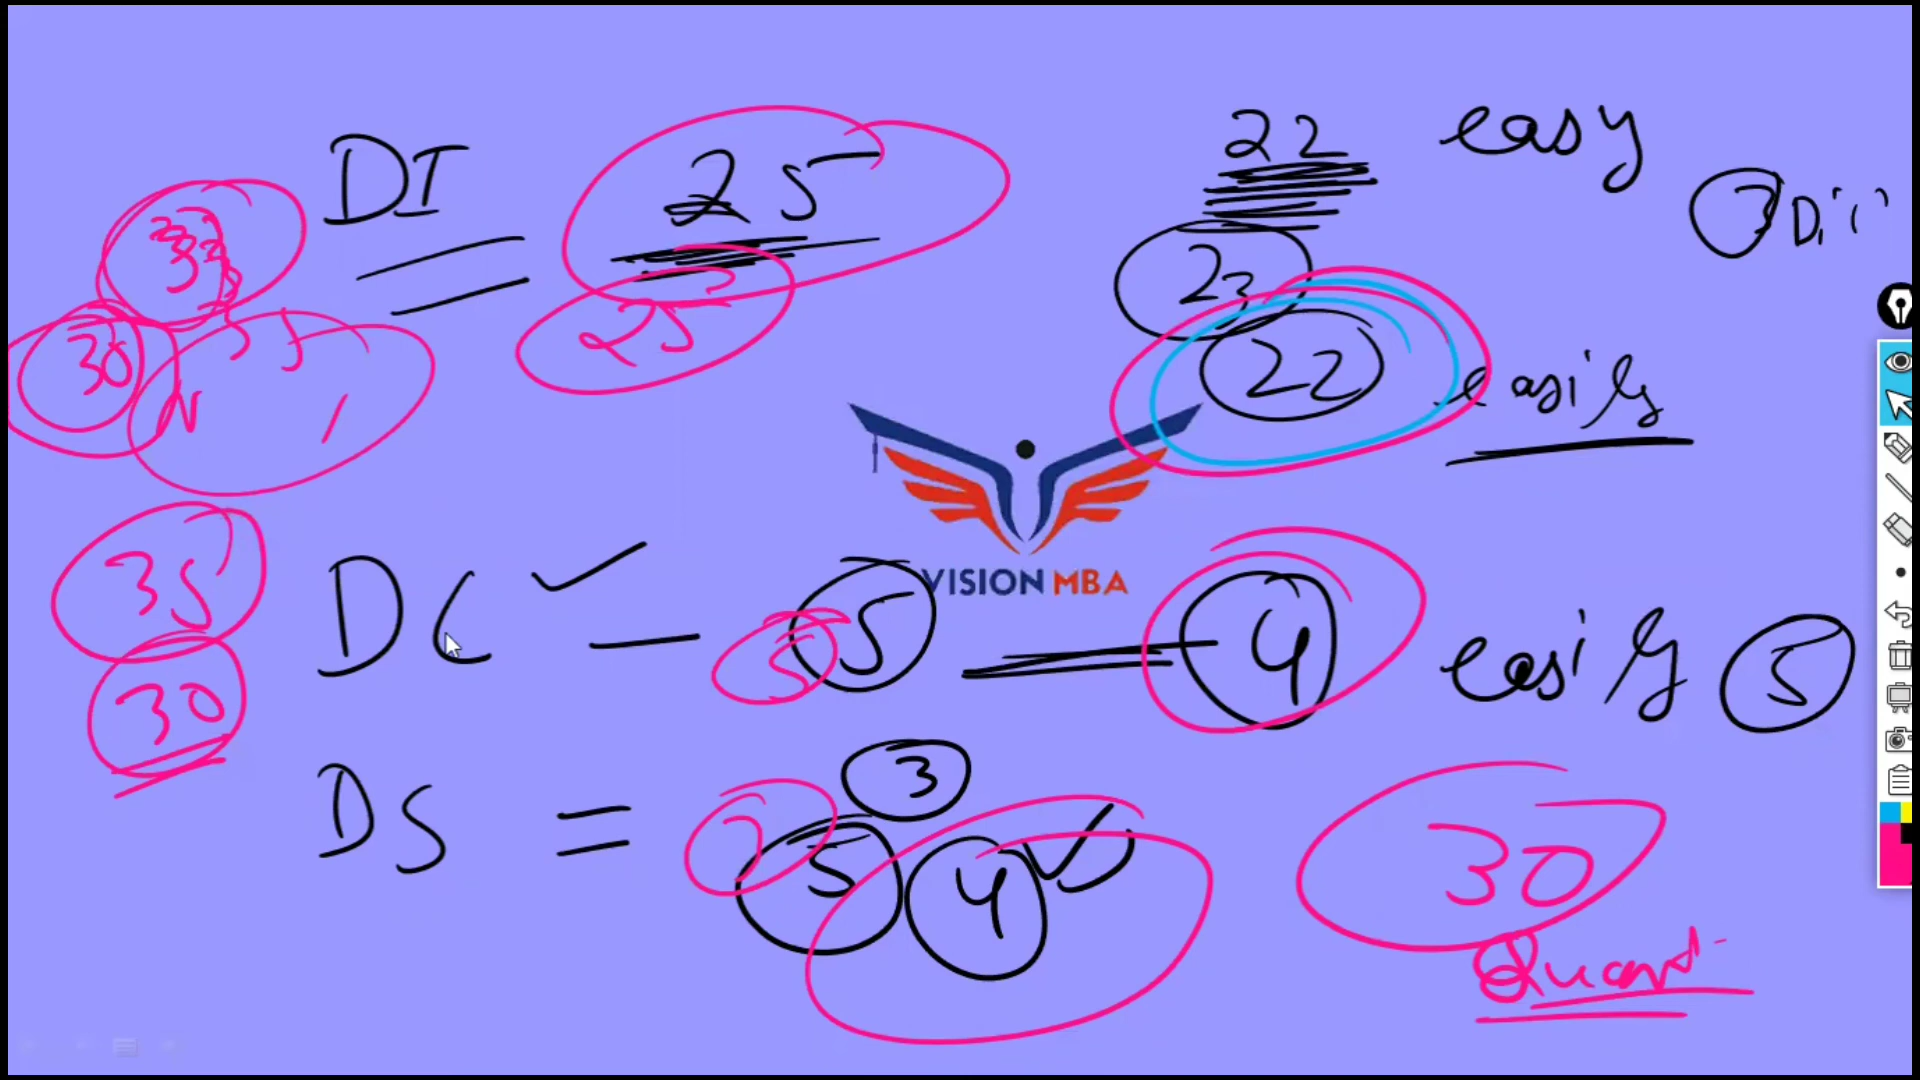 DI 25 22 easy
23 3
30 25 22 easily
35 DC - 5 5 4 easily 5
VISION MBA
30
3
DS = 5 4
30
Quant